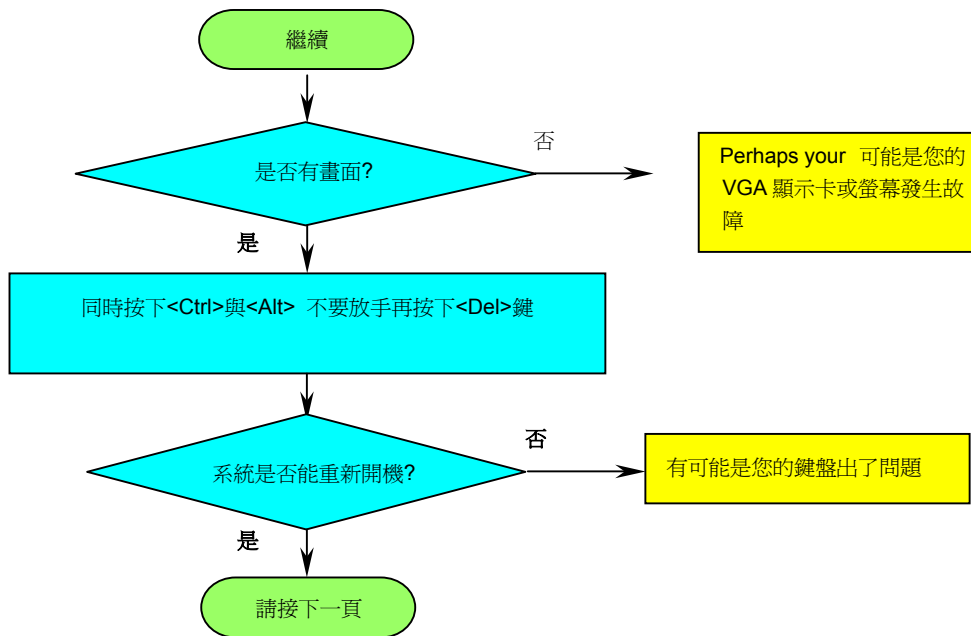 繼續
是否有畫面?
否
Perhaps your 可能是您的
VGA 顯示卡或螢幕發生故
障
是
同時按下<Ctrl>與<Alt> 不要放手再按下<Del>鍵
系統是否能重新開機?
否
有可能是您的鍵盤出了問題
是
請接下一頁